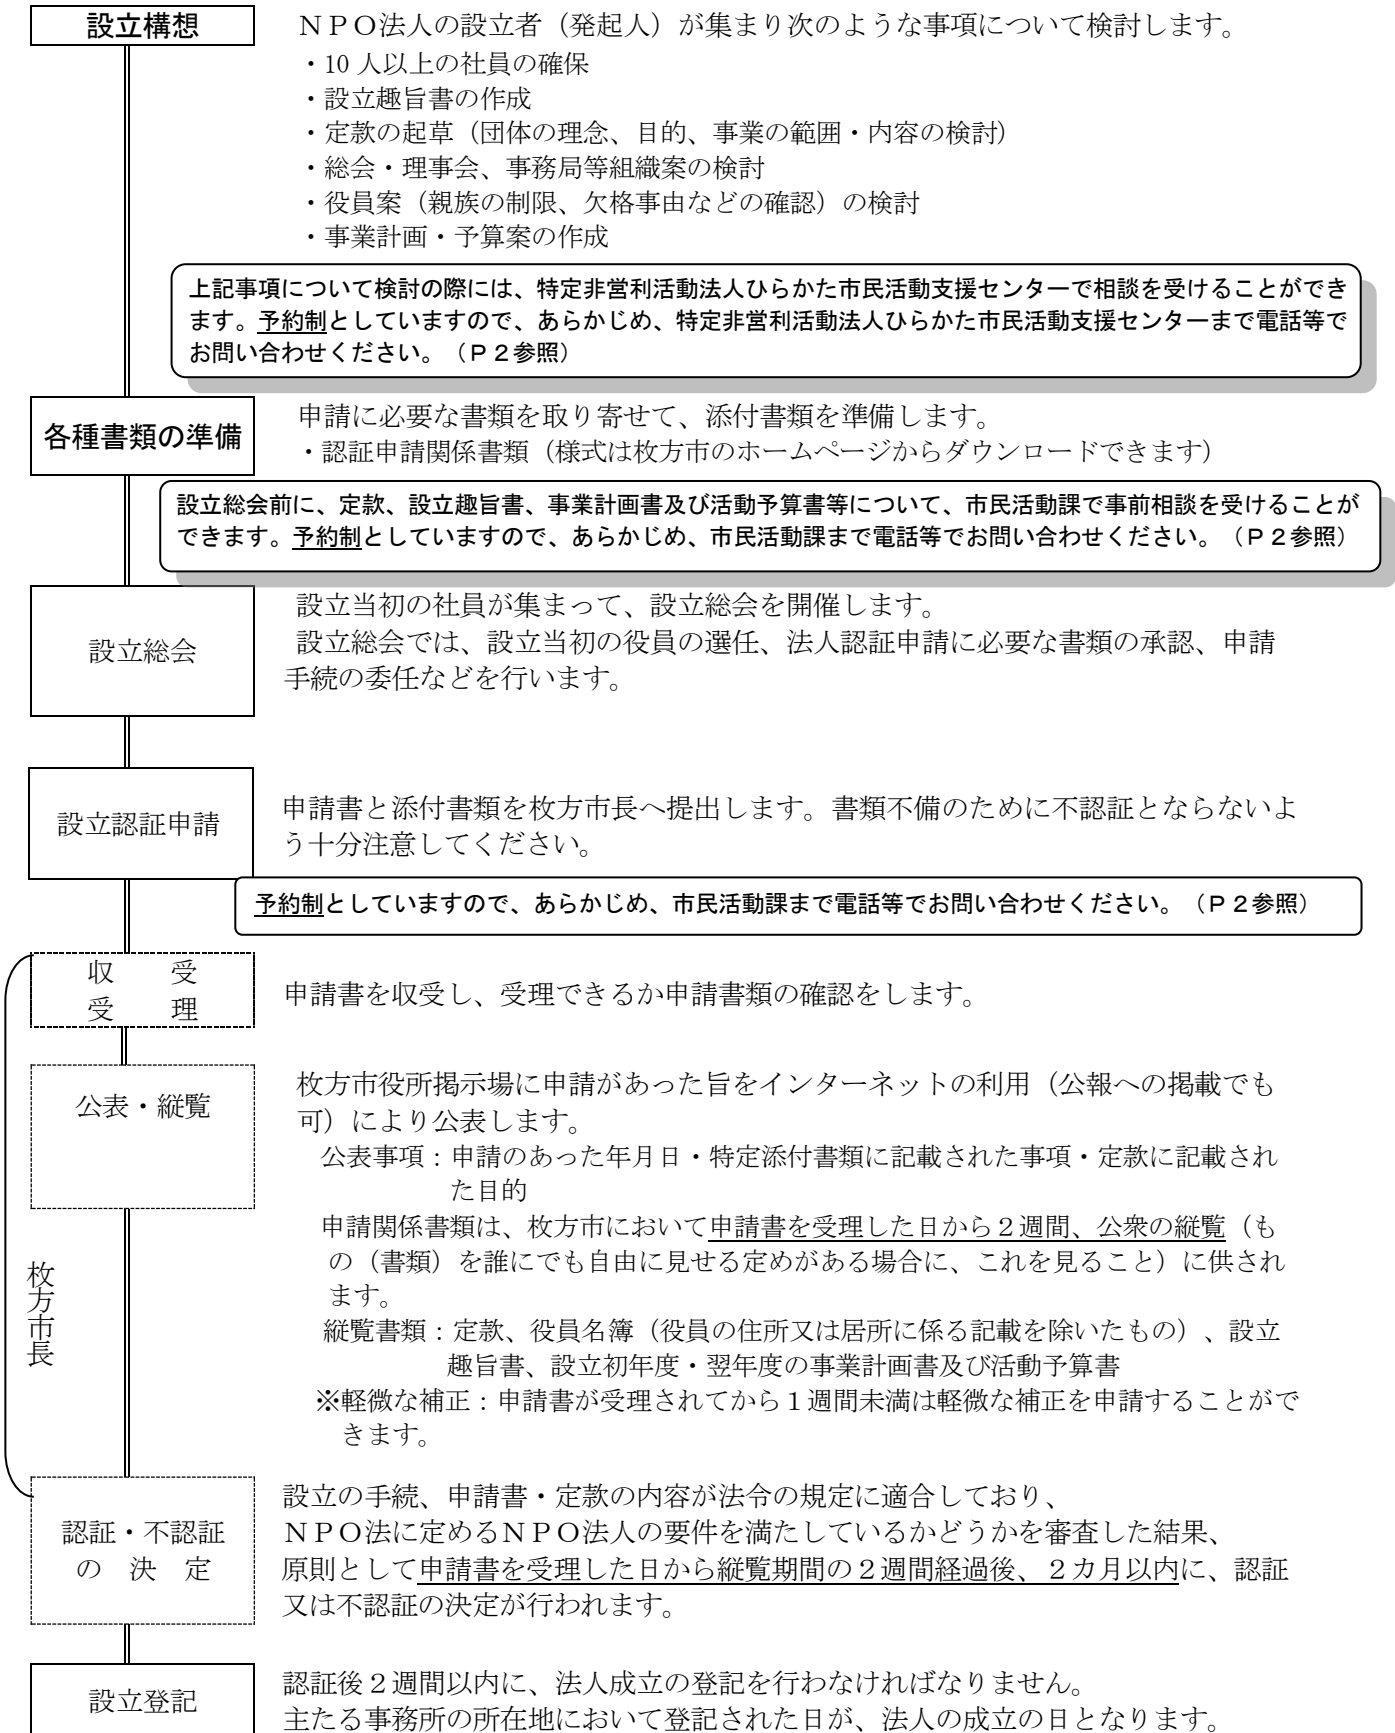 設立構想
ＮＰＯ法人の設立者（発起人）が集まり次のような事項について検討します。
・10 人以上の社員の確保
・設立趣旨書の作成
・定款の起草（団体の理念、目的、事業の範囲・内容の検討）
・総会・理事会、事務局等組織案の検討
・役員案（親族の制限、欠格事由などの確認）の検討
・事業計画・予算案の作成
上記事項について検討の際には、特定非営利活動法人ひらかた市民活動支援センターで相談を受けることができ
ます。予約制としていますので、あらかじめ、特定非営利活動法人ひらかた市民活動支援センターまで電話等で
お問い合わせください。（Ｐ２参照）
各種書類の準備
申請に必要な書類を取り寄せて、添付書類を準備します。
・認証申請関係書類（様式は枚方市のホームページからダウンロードできます）
設立総会前に、定款、設立趣旨書、事業計画書及び活動予算書等について、市民活動課で事前相談を受けることが
できます。予約制としていますので、あらかじめ、市民活動課まで電話等でお問い合わせください。（Ｐ２参照）
設立総会
設立当初の社員が集まって、設立総会を開催します。
設立総会では、設立当初の役員の選任、法人認証申請に必要な書類の承認、申請
手続の委任などを行います。
設立認証申請
申請書と添付書類を枚方市長へ提出します。書類不備のために不認証とならないよ
う十分注意してください。
予約制としていますので、あらかじめ、市民活動課まで電話等でお問い合わせください。（Ｐ２参照）
収　受
受　理
申請書を収受し、受理できるか申請書類の確認をします。
公表・縦覧
枚方市役所掲示場に申請があった旨をインターネットの利用（公報への掲載でも
可）により公表します。
公表事項：申請のあった年月日・特定添付書類に記載された事項・定款に記載され
た目的
申請関係書類は、枚方市において申請書を受理した日から２週間、公衆の縦覧（も
の（書類）を誰にでも自由に見せる定めがある場合に、これを見ること）に供され
ます。
縦覧書類：定款、役員名簿（役員の住所又は居所に係る記載を除いたもの）、設立
趣旨書、設立初年度・翌年度の事業計画書及び活動予算書
※軽微な補正：申請書が受理されてから１週間未満は軽微な補正を申請することがで
きます。
枚方市長
認証・不認証
の　決　定
設立の手続、申請書・定款の内容が法令の規定に適合しており、
ＮＰＯ法に定めるＮＰＯ法人の要件を満たしているかどうかを審査した結果、
原則として申請書を受理した日から縦覧期間の２週間経過後、２カ月以内に、認証
又は不認証の決定が行われます。
設立登記
認証後２週間以内に、法人成立の登記を行わなければなりません。
主たる事務所の所在地において登記された日が、法人の成立の日となります。